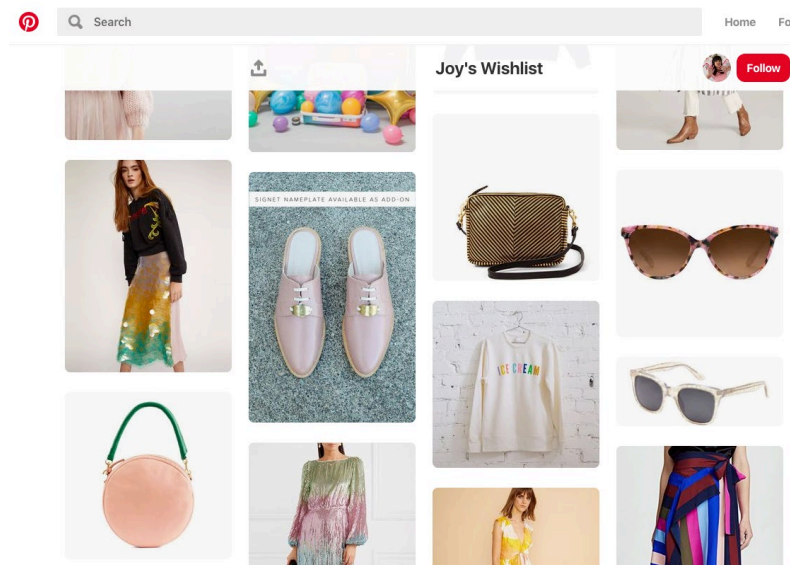 Search
Home
Fo
Joy's Wishlist
Follow
SIGNET NAMEPLATE AVAILABLE AS ADD-ON
ICE CREAM